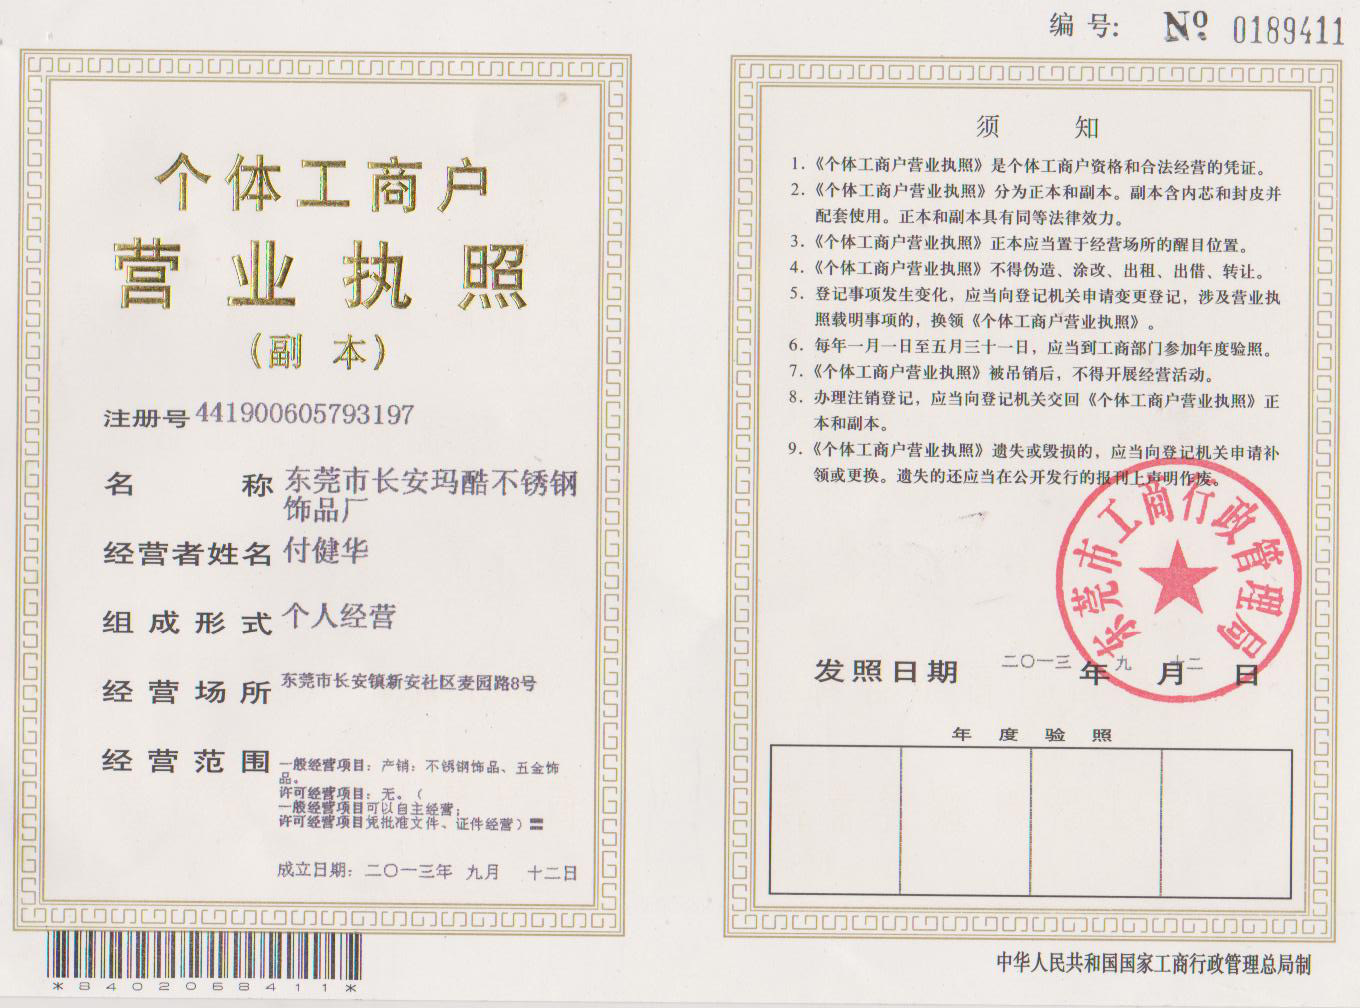 编 号: Nº 0189411
个体工商户
营业执照
(副 本)
注册号 441900605793197
名 称 东莞市长安玛酷不锈钢
饰品厂
经营者姓名 付健华
组成形式 个人经营
经营场所 东莞市长安镇新安社区麦园路8号
经营范围 一般经营项目: 产销: 不锈钢饰品、五金饰
品。
许可经营项目: 无。(
一般经营项目可以自主经营;
许可经营项目凭批准文件、证件经营)〓
成立日期: 二〇一三年 九月 十二日
*8402068411*
须 知
1.《个体工商户营业执照》是个体工商户资格和合法经营的凭证。
2.《个体工商户营业执照》分为正本和副本。副本含内芯和封皮并
配套使用。正本和副本具有同等法律效力。
3.《个体工商户营业执照》正本应当置于经营场所的醒目位置。
4.《个体工商户营业执照》不得伪造、涂改、出租、出借、转让。
5. 登记事项发生变化，应当向登记机关申请变更登记，涉及营业执
照载明事项的，换领《个体工商户营业执照》。
6. 每年一月一日至五月三十一日，应当到工商部门参加年度验照。
7.《个体工商户营业执照》被吊销后，不得开展经营活动。
8. 办理注销登记，应当向登记机关交回《个体工商户营业执照》正
本和副本。
9.《个体工商户营业执照》遗失或毁损的，应当向登记机关申请补
领或更换。遗失的还应当在公开发行的报刊上声明作废。
东莞市工商行政管理局
发照日期 二〇一三 年 九 月 十二 日
年 度 验 照
中华人民共和国国家工商行政管理总局制